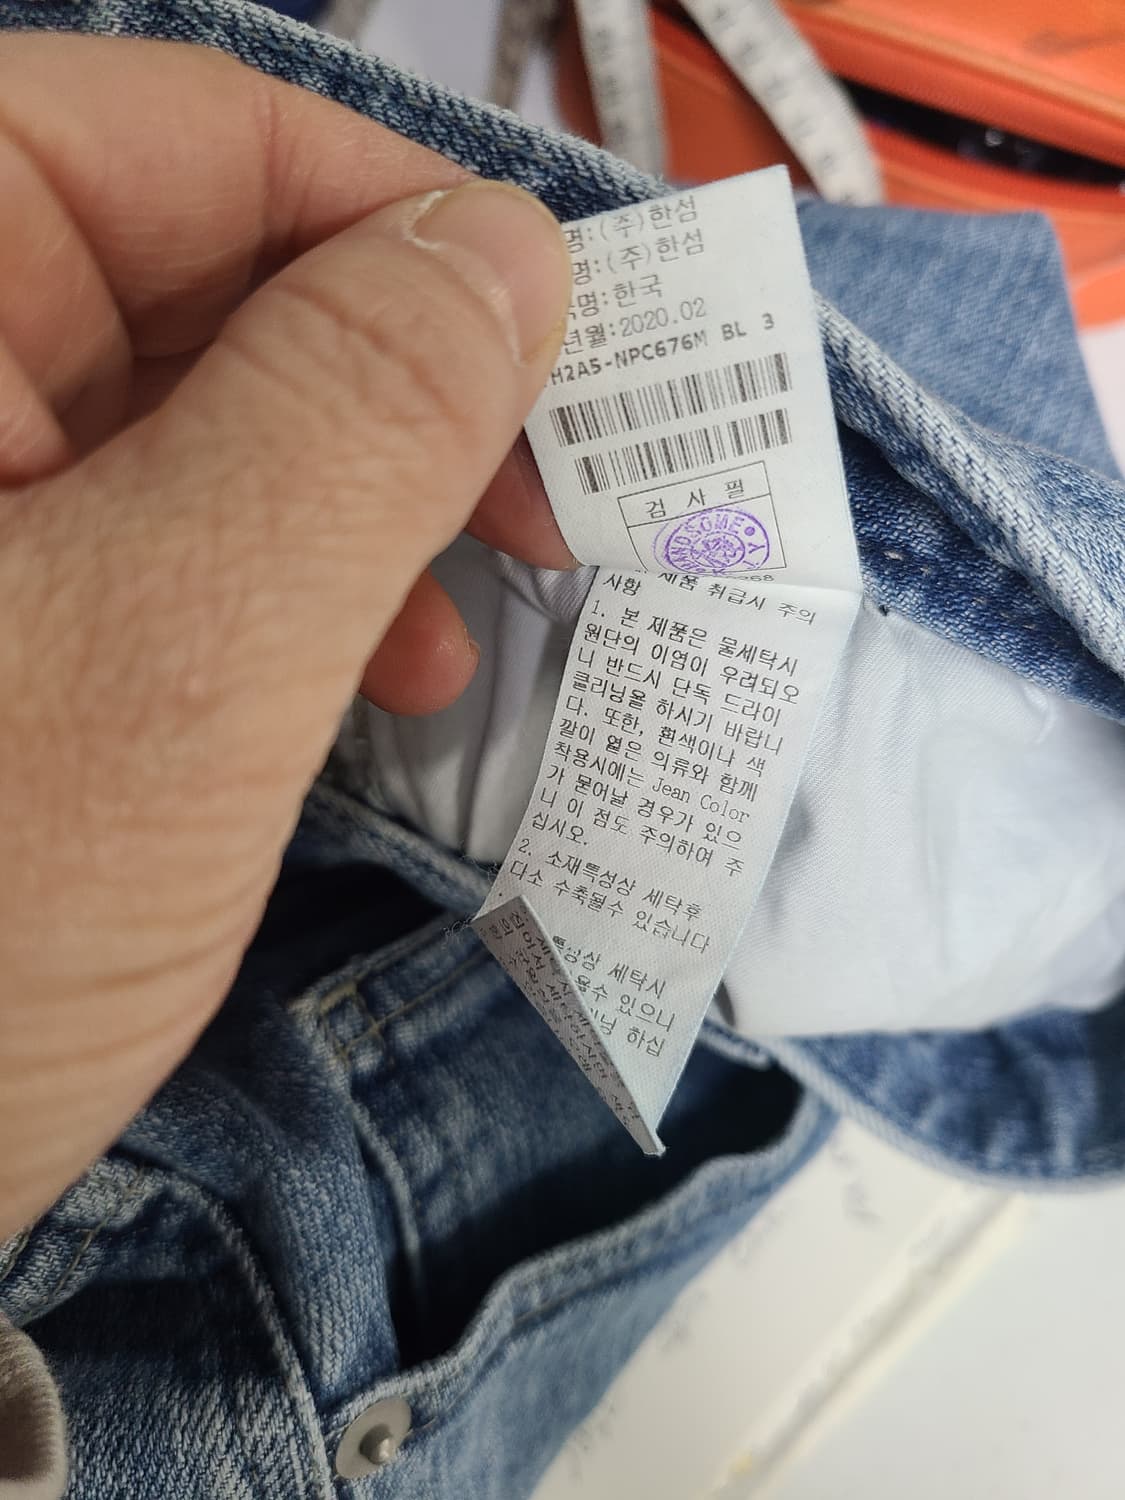 명:(주)한섬
명:(주)한섬
명:한국
년월:2020.02
H2A5-NPC676M BL 3
검 사 필
HANDSOME
제품 취급시 주의
사항
1. 본 제품은 물세탁시
원단의 이염이 우려되오
니 반드시 단독 드라이
클리닝을 하시기 바랍니
다. 또한, 흰색이나 색
깔이 옅은 의류와 함께
착용시에는 Jean Color
가 묻어날 경우가 있으
니 이 점도 주의하여 주
십시오.
2. 소재특성상 세탁후
다소 수축될수 있습니다
특성상 세탁시
있으니
하십